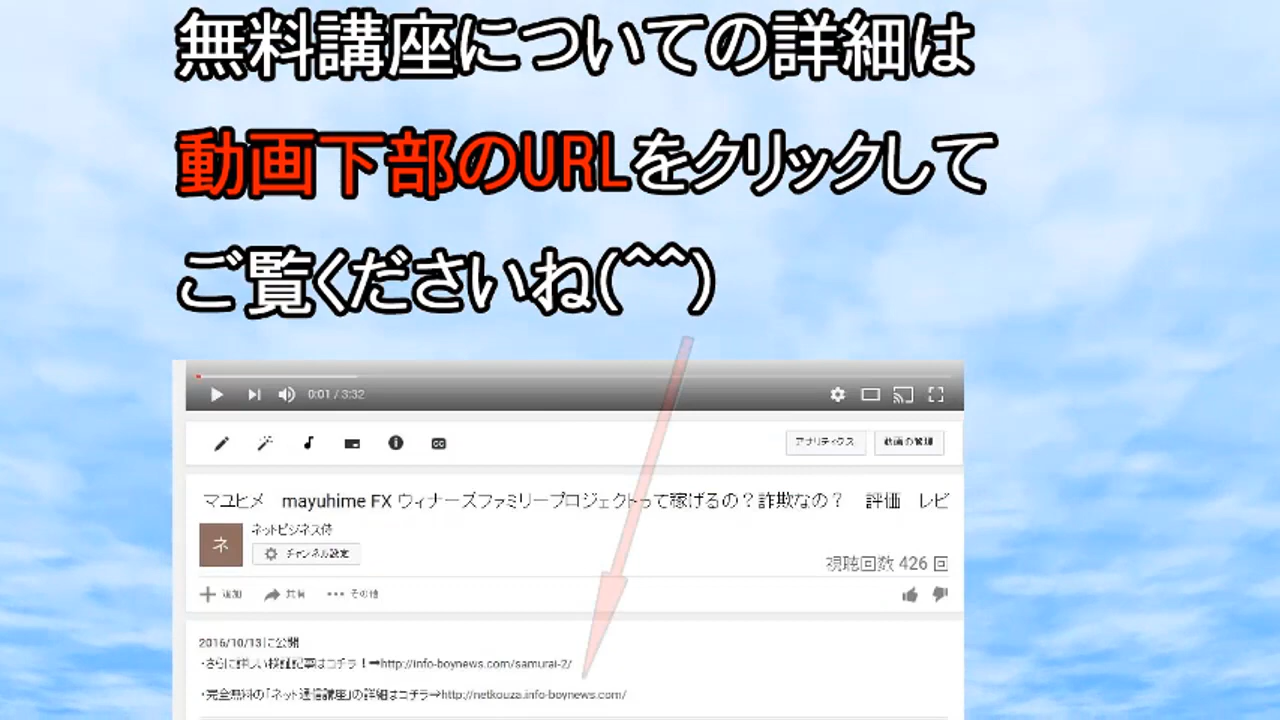 無料講座についての詳細は
動画下部のURLをクリックして
ご覧くださいね(^^)
0:01 / 3:32
アナリティクス
動画の管理
マユヒメ　mayuhime FX ウィナーズファミリープロジェクトって稼げるの？詐欺なの？　評価　レビ
ネットビジネス侍
ネ
チャンネル設定
視聴回数 426 回
追加
共有
その他
2016/10/13に公開
・さらに詳しい検証記事はコチラ！⇒http://info-boynews.com/samurai-2/
・完全無料の「ネット通信講座」の詳細はコチラ⇒http://netkouza.info-boynews.com/